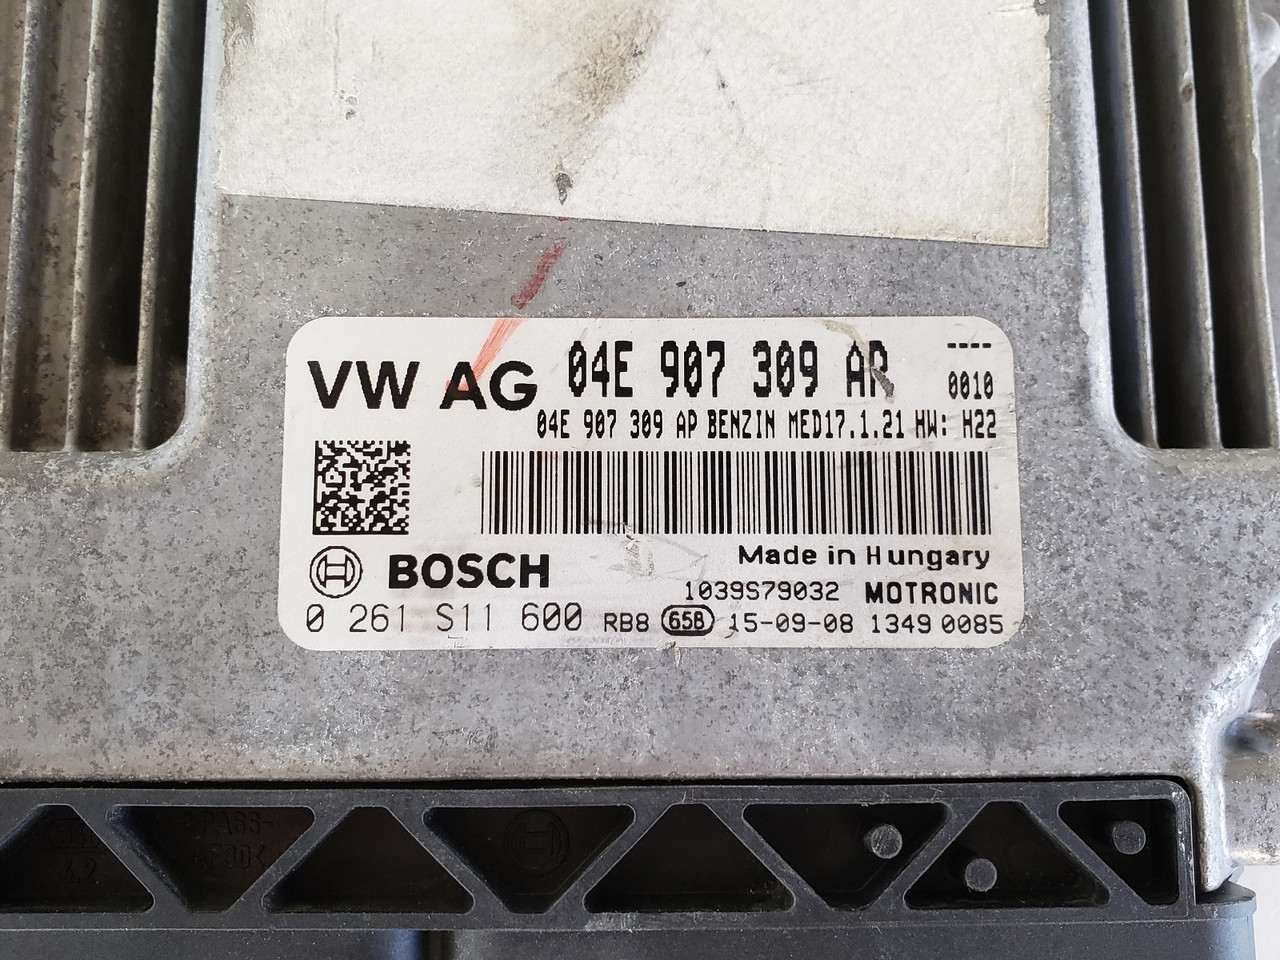 VW AG 04E 907 309 AR ----
0010
04E 907 309 AP BENZIN MED17.1.21 HW: H22
BOSCH
Made in Hungary
1039S79032 MOTRONIC
0 261 S11 600 RB8 65B 15-09-08 1349 0085